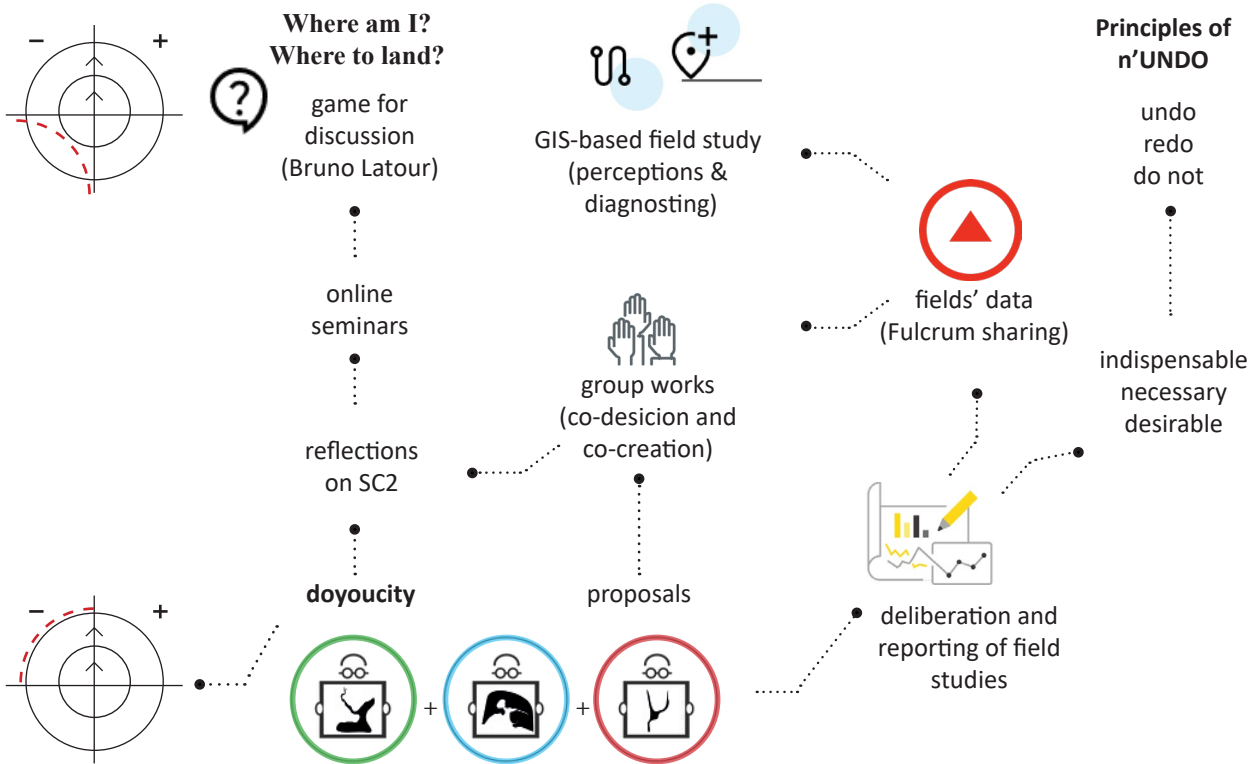 − +
Where am I?
Where to land?
?
game for
discussion
(Bruno Latour)
online
seminars
reflections
on SC2
doyoucity
GIS-based field study
(perceptions &
diagnosting)
group works
(co-desicion and
co-creation)
proposals
fields’ data
(Fulcrum sharing)
deliberation and
reporting of field
studies
Principles of
n’UNDO
undo
redo
do not
indispensable
necessary
desirable
− +
+ +